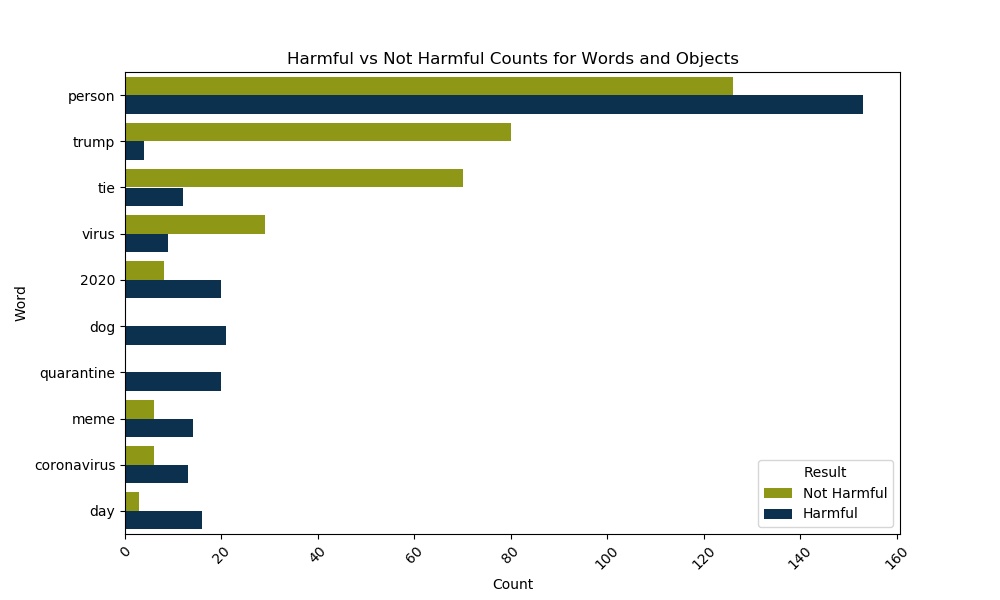 Harmful vs Not Harmful Counts for Words and Objects
person
trump
tie
virus
2020
dog
quarantine
meme
coronavirus
day
Word
0 20 40 60 80 100 120 140 160
Count
Result
Not Harmful
Harmful